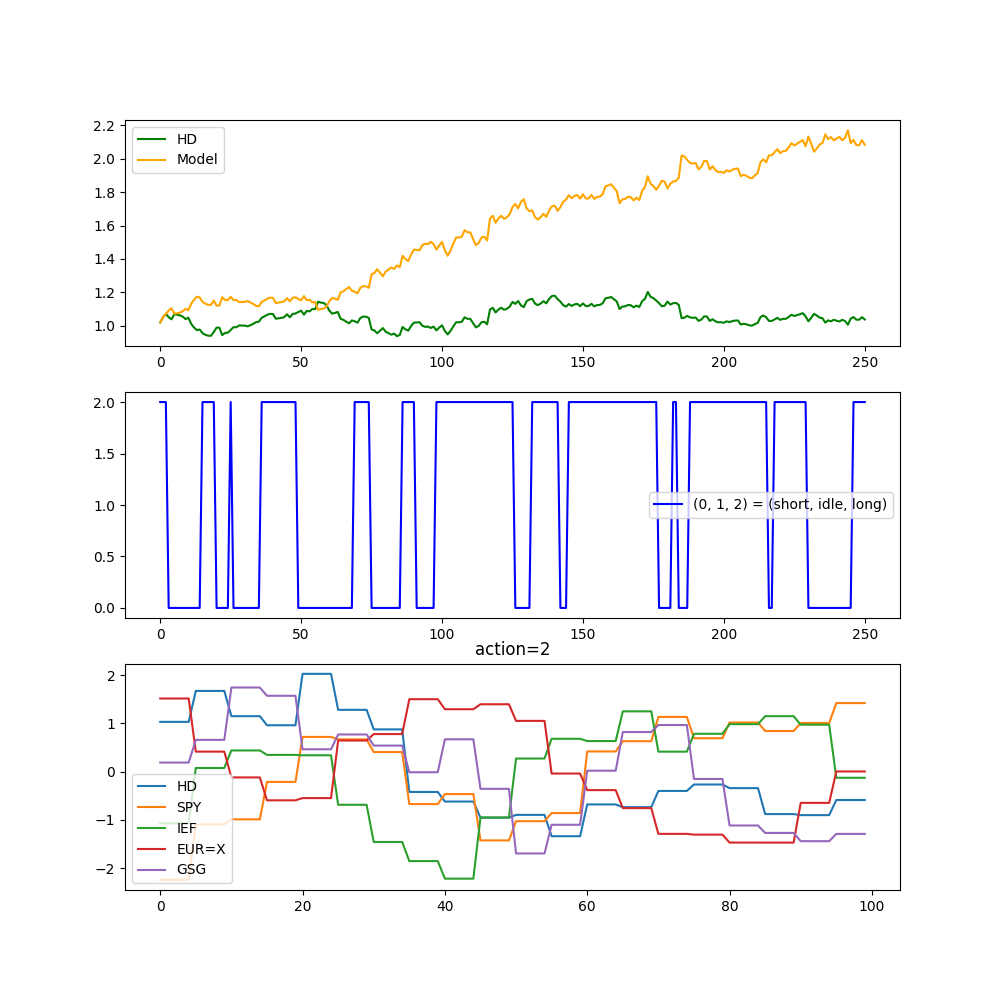 2.2
2.0
1.8
1.6
1.4
1.2
1.0
HD
Model
0 50 100 150 200 250
2.0
1.5
1.0
0.5
0.0
(0, 1, 2) = (short, idle, long)
0 50 100 150 200 250
action=2
2
1
0
−1
−2
HD
SPY
IEF
EUR=X
GSG
0 20 40 60 80 100